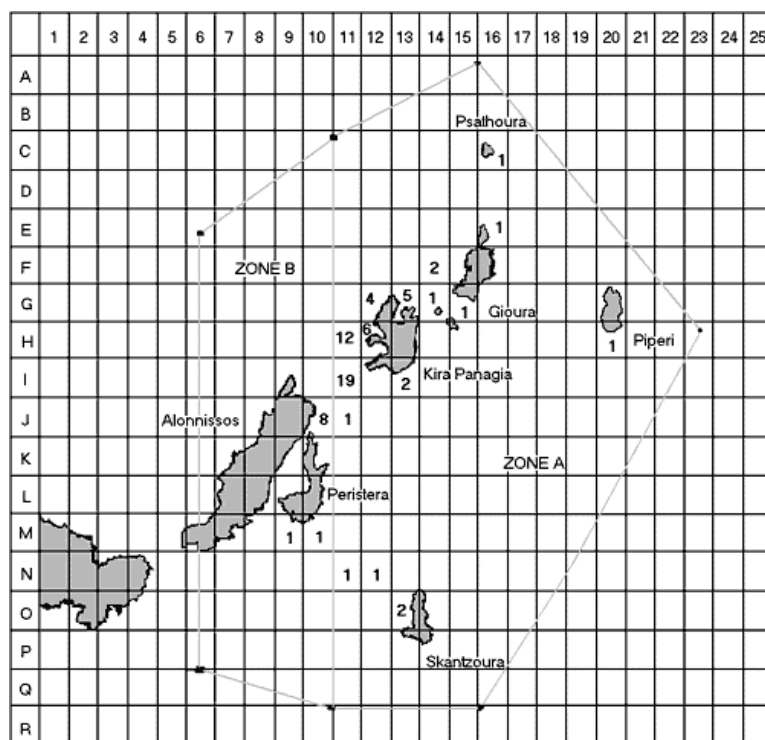 1 2 3 4 5 6 7 8 9 10 11 12 13 14 15 16 17 18 19 20 21 22 23 24 25
A
B
Psalhoura
C 1
D
E 1
F ZONE B 2
G 4 5 1 1 Gioura
H 12 6 1 Piperi
I 19 2 Kira Panagia
J Alonnissos 8 1
K ZONE A
L Peristera
M 1 1
N 1 1
O 2
P Skantzoura
Q
R